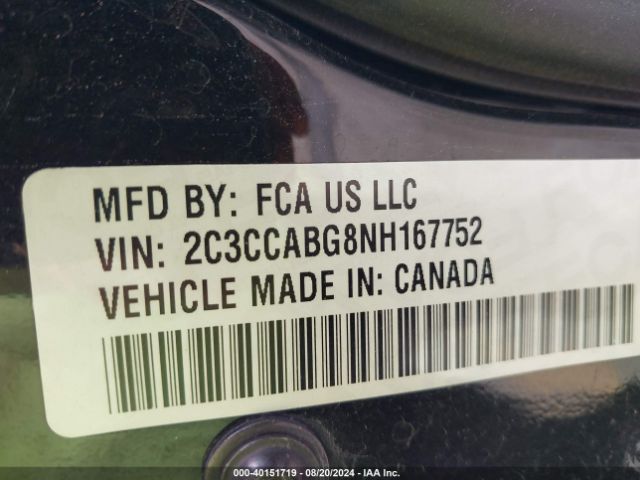 MFD BY: FCA US LLC
VIN: 2C3CCABG8NH167752
VEHICLE MADE IN: CANADA
000-40151719 - 08/20/2024 - IAA Inc.